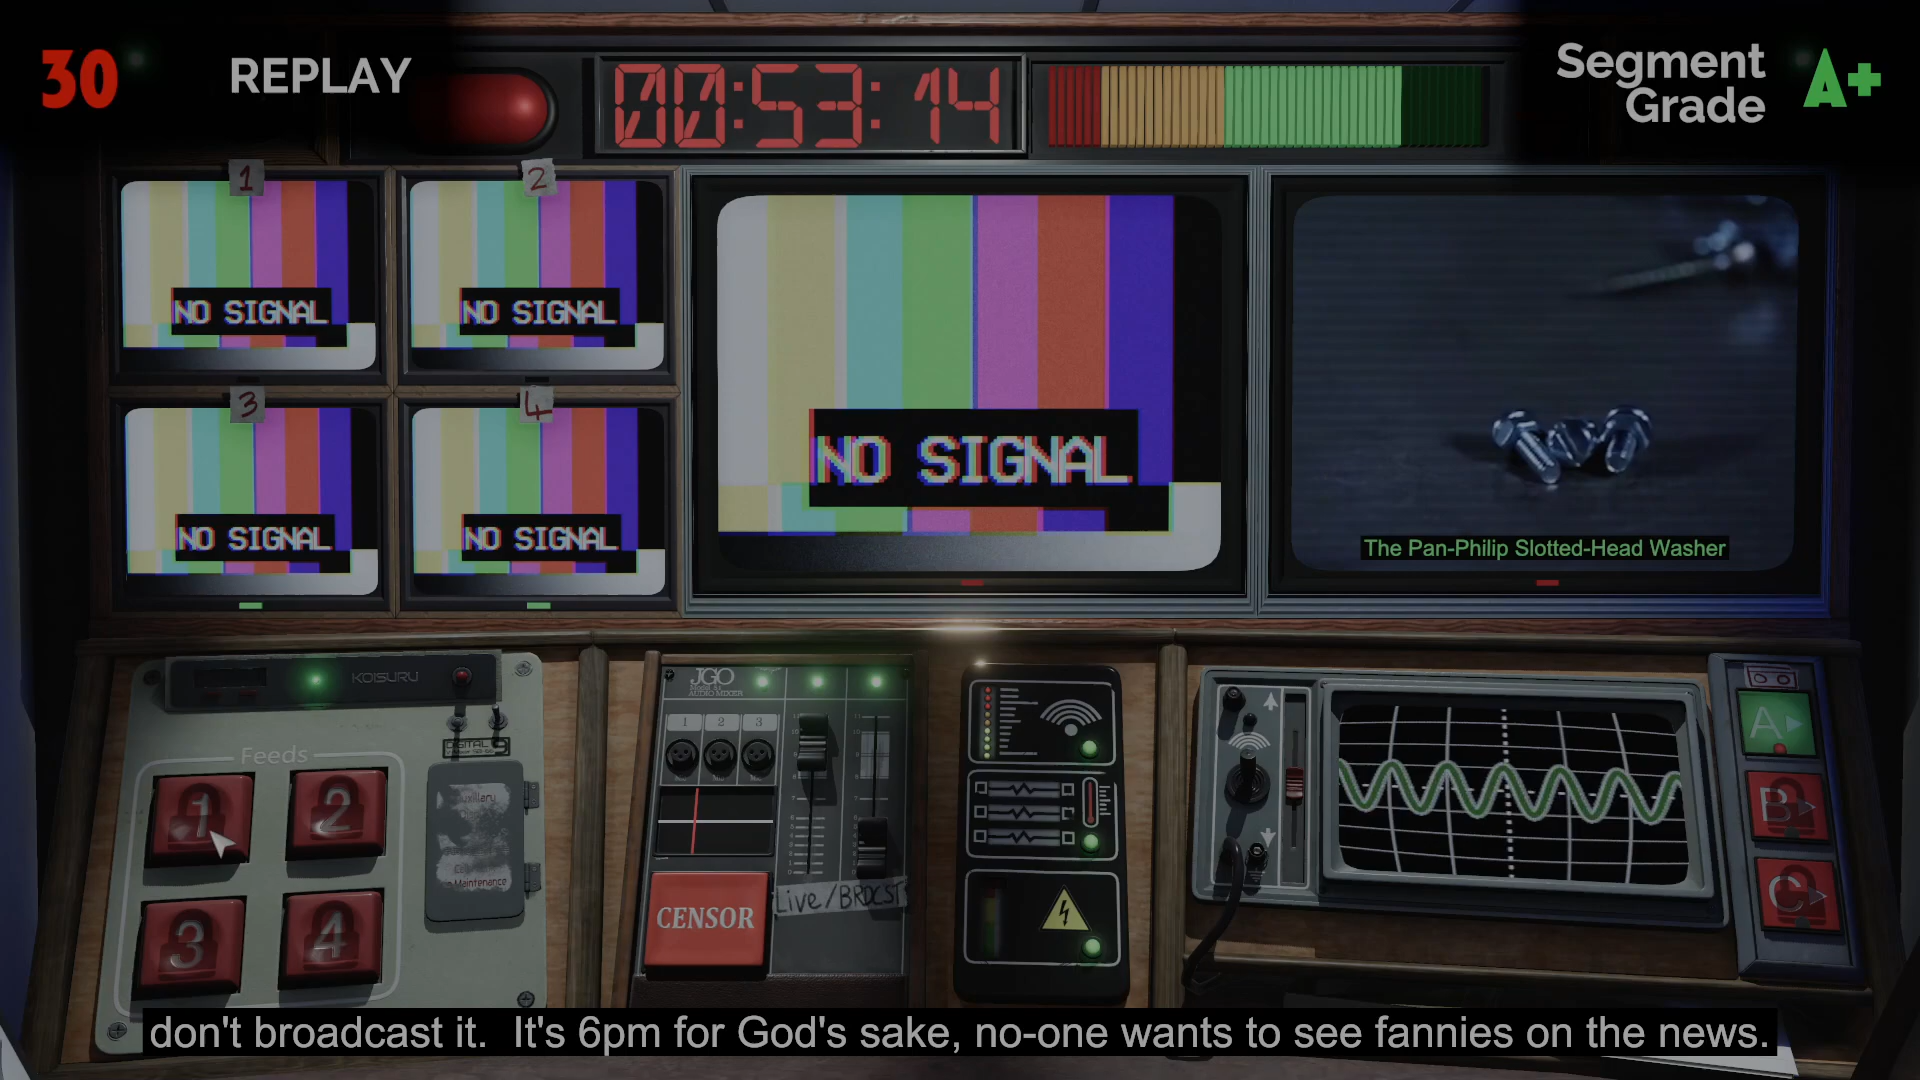 30
REPLAY
00:53:14
Segment
Grade
A+
1
2
NO SIGNAL
NO SIGNAL
3
4
NO SIGNAL
NO SIGNAL
NO SIGNAL
The Pan-Philip Slotted-Head Washer
KOISURU
DIGITAL
Feeds
1
2
3
4
Maintenance
JGO
AUDIO MIXER
1 2 3
CENSOR
Live/BRDCST
A
B
C
don't broadcast it.  It's 6pm for God's sake, no-one wants to see fannies on the news.